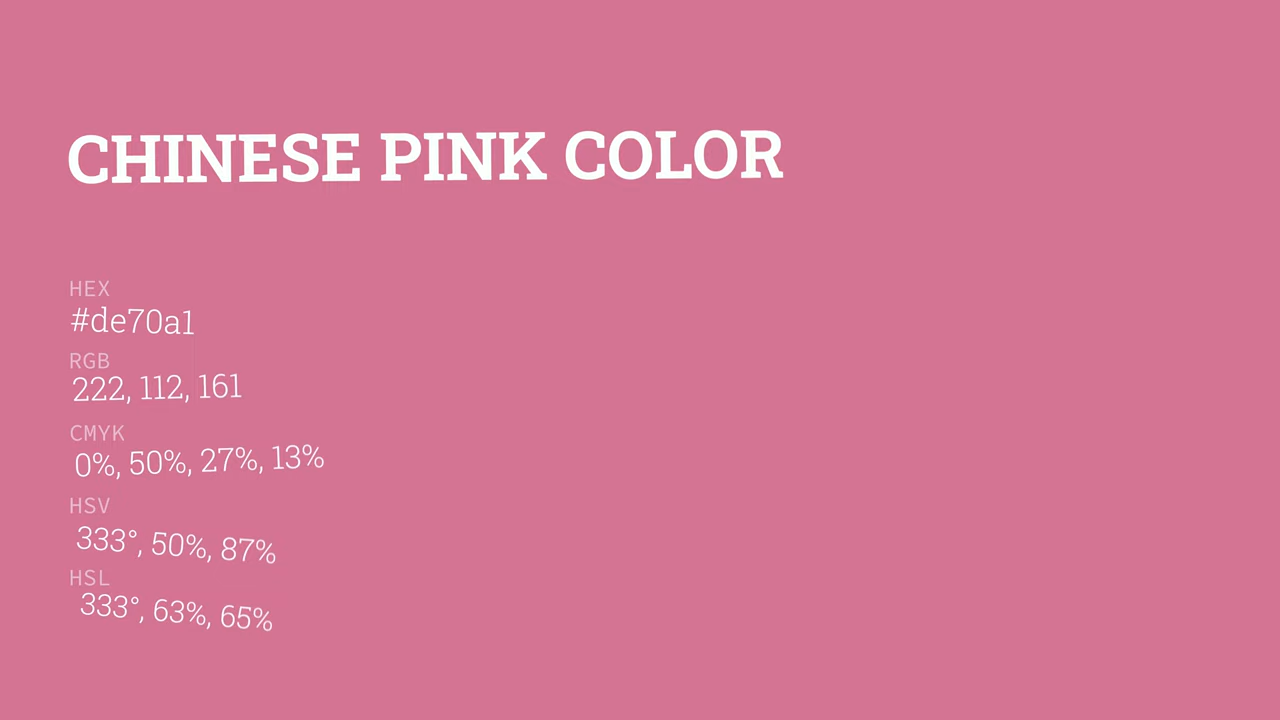 CHINESE PINK COLOR
HEX
#de70a1
RGB
222, 112, 161
CMYK
0%, 50%, 27%, 13%
HSV
333°, 50%, 87%
HSL
333°, 63%, 65%